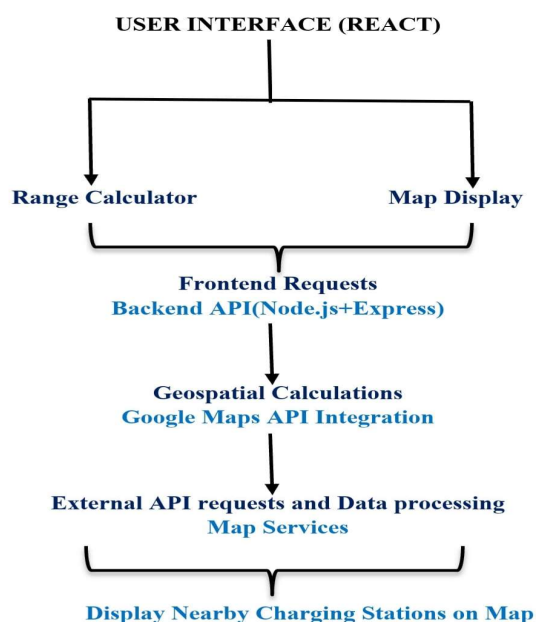 USER INTERFACE (REACT)
Range Calculator
Map Display
Frontend Requests
Backend API(Node.js+Express)
Geospatial Calculations
Google Maps API Integration
External API requests and Data processing
Map Services
Display Nearby Charging Stations on Map